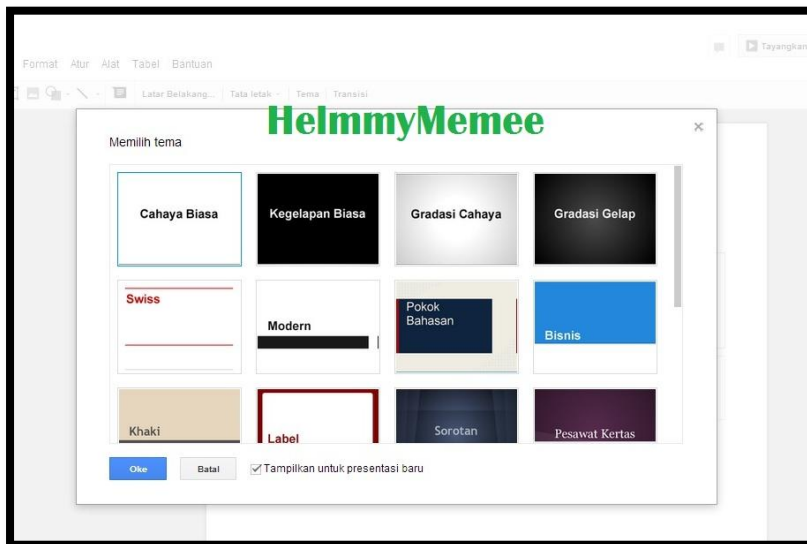 Tayangkan
Format Atur Alat Tabel Bantuan
Latar Belakang... Tata letak Tema Transisi
HelmmyMemee
Memilih tema
Cahaya Biasa
Kegelapan Biasa
Gradasi Cahaya
Gradasi Gelap
Swiss
Modern
Pokok
Bahasan
Bisnis
Khaki
Label
Sorotan
Pesawat Kertas
Oke
Batal
Tampilkan untuk presentasi baru